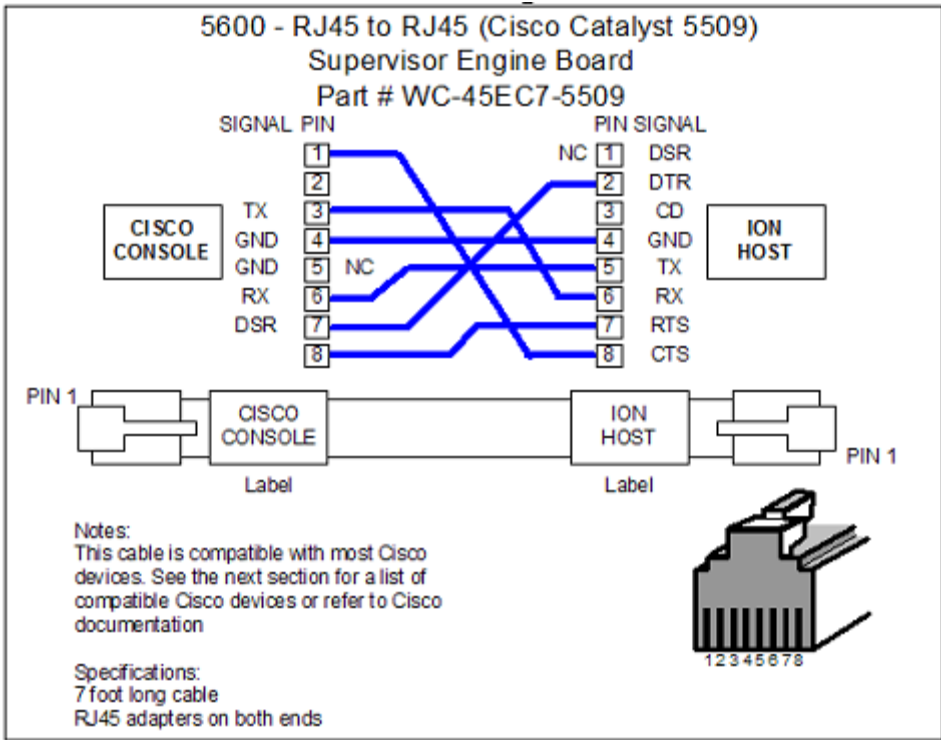 5600 - RJ45 to RJ45 (Cisco Catalyst 5509)
Supervisor Engine Board
Part # WC-45EC7-5509
SIGNAL PIN PIN SIGNAL
1 NC 1 DSR
2 2 DTR
TX 3 3 CD
GND 4 4 GND
GND 5 NC 5 TX
RX 6 6 RX
DSR 7 7 RTS
8 8 CTS
CISCO
CONSOLE
ION
HOST
PIN 1
CISCO
CONSOLE
ION
HOST
PIN 1
Label
Label
Notes:
This cable is compatible with most Cisco
devices. See the next section for a list of
compatible Cisco devices or refer to Cisco
documentation
12345678
Specifications:
7 foot long cable
RJ45 adapters on both ends